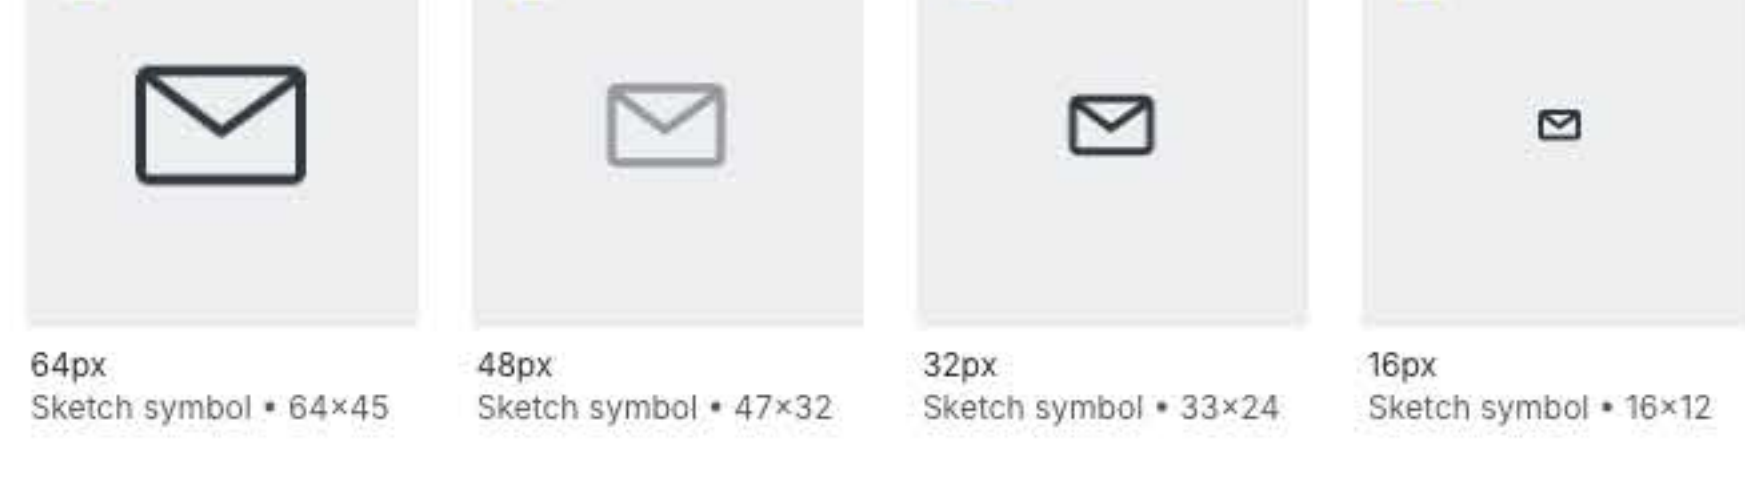 64px
Sketch symbol • 64×45
48px
Sketch symbol • 47×32
32px
Sketch symbol • 33×24
16px
Sketch symbol • 16×12